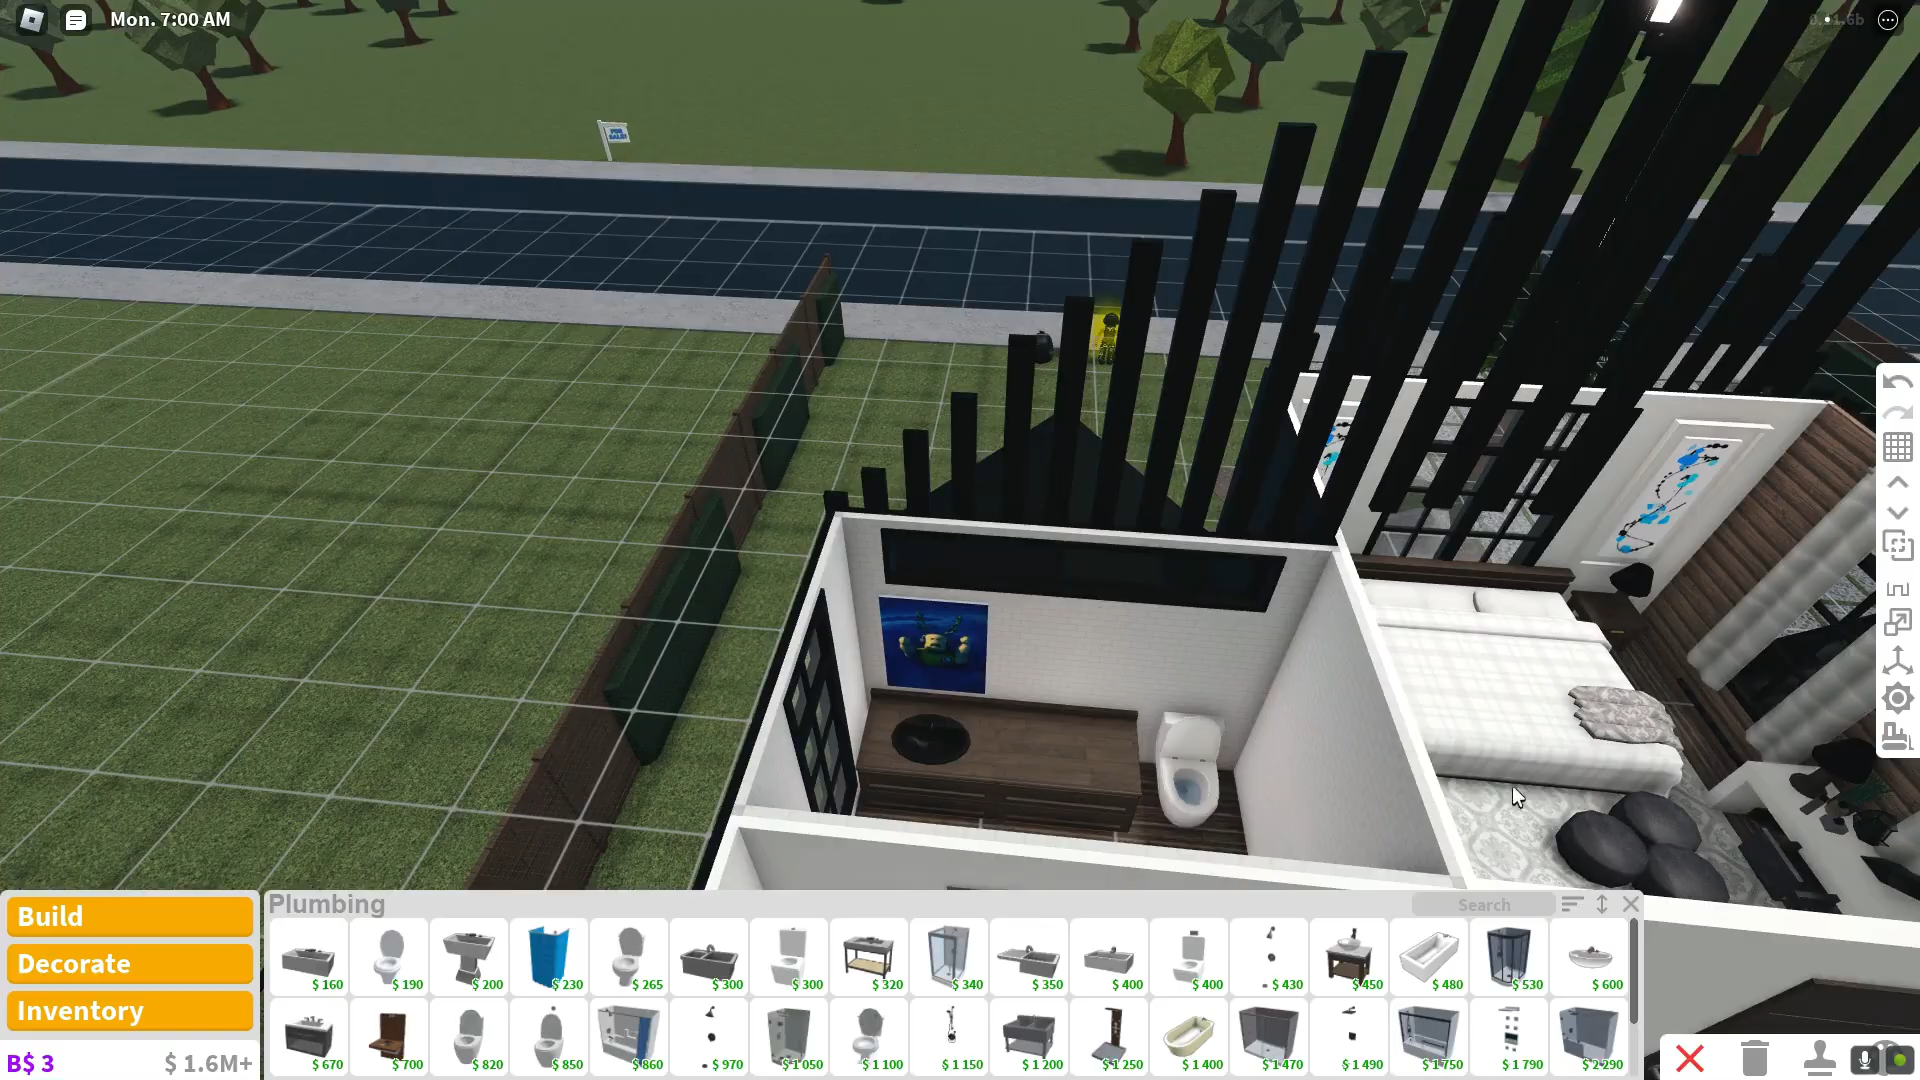 Mon. 7:00 AM
FOR
SALE!
Plumbing
Search
Build
Decorate
Inventory
B$ 3
$ 1.6M+
$ 160
$ 190
$ 200
$ 230
$ 265
$ 300
$ 300
$ 320
$ 340
$ 350
$ 400
$ 400
$ 430
$ 450
$ 480
$ 530
$ 600
$ 670
$ 700
$ 820
$ 850
$ 860
$ 970
$ 1 050
$ 1 100
$ 1 150
$ 1 200
$ 1 250
$ 1 400
$ 1 470
$ 1 490
$ 1 750
$ 1 790
$ 2 290